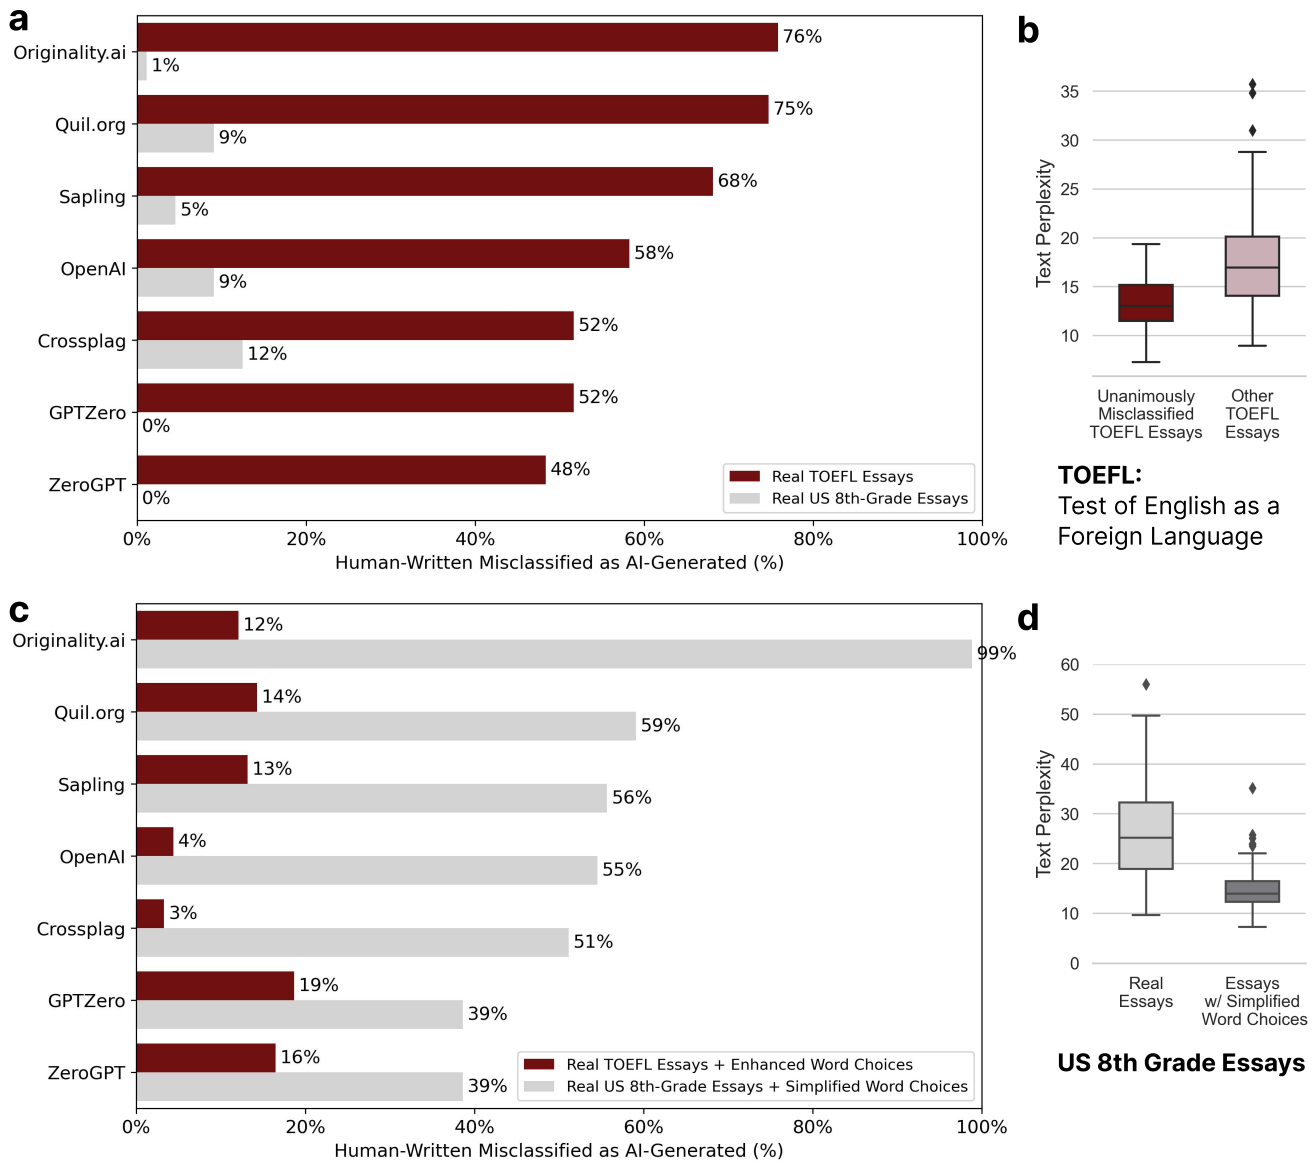 a
Originality.ai
76%
1%
Quil.org
75%
9%
Sapling
68%
5%
OpenAI
58%
9%
Crossplag
52%
12%
GPTZero
52%
0%
ZeroGPT
48%
0%
Real TOEFL Essays
Real US 8th-Grade Essays
0% 20% 40% 60% 80% 100%
Human-Written Misclassified as AI-Generated (%)
b
Text Perplexity
35
30
25
20
15
10
Unanimously
Misclassified
TOEFL Essays
Other
TOEFL
Essays
TOEFL:
Test of English as a
Foreign Language
c
Originality.ai
12%
99%
Quil.org
14%
59%
Sapling
13%
56%
OpenAI
4%
55%
Crossplag
3%
51%
GPTZero
19%
39%
ZeroGPT
16%
39%
Real TOEFL Essays + Enhanced Word Choices
Real US 8th-Grade Essays + Simplified Word Choices
0% 20% 40% 60% 80% 100%
Human-Written Misclassified as AI-Generated (%)
d
Text Perplexity
60
50
40
30
20
10
0
Real
Essays
Essays
w/ Simplified
Word Choices
US 8th Grade Essays